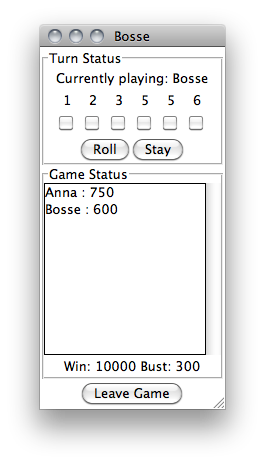 Bosse
Turn Status
Currently playing: Bosse
1 2 3 5 5 6
Roll Stay
Game Status
Anna : 750
Bosse : 600
Win: 10000 Bust: 300
Leave Game